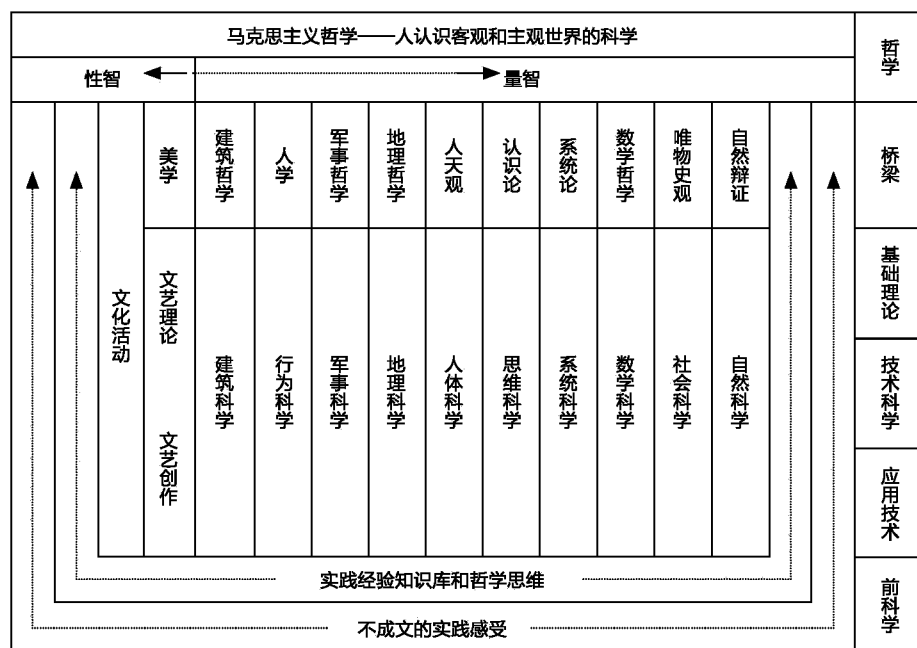 马克思主义哲学——人认识客观和主观世界的科学
哲学
性智
量智
美学
建筑哲学
人学
军事哲学
地理哲学
人天观
认识论
系统论
数学哲学
唯物史观
自然辩证
桥梁
文化活动
文艺理论
文艺创作
建筑科学
行为科学
军事科学
地理科学
人体科学
思维科学
系统科学
数学科学
社会科学
自然科学
基础理论
技术科学
应用技术
实践经验知识库和哲学思维
不成文的实践感受
前科学